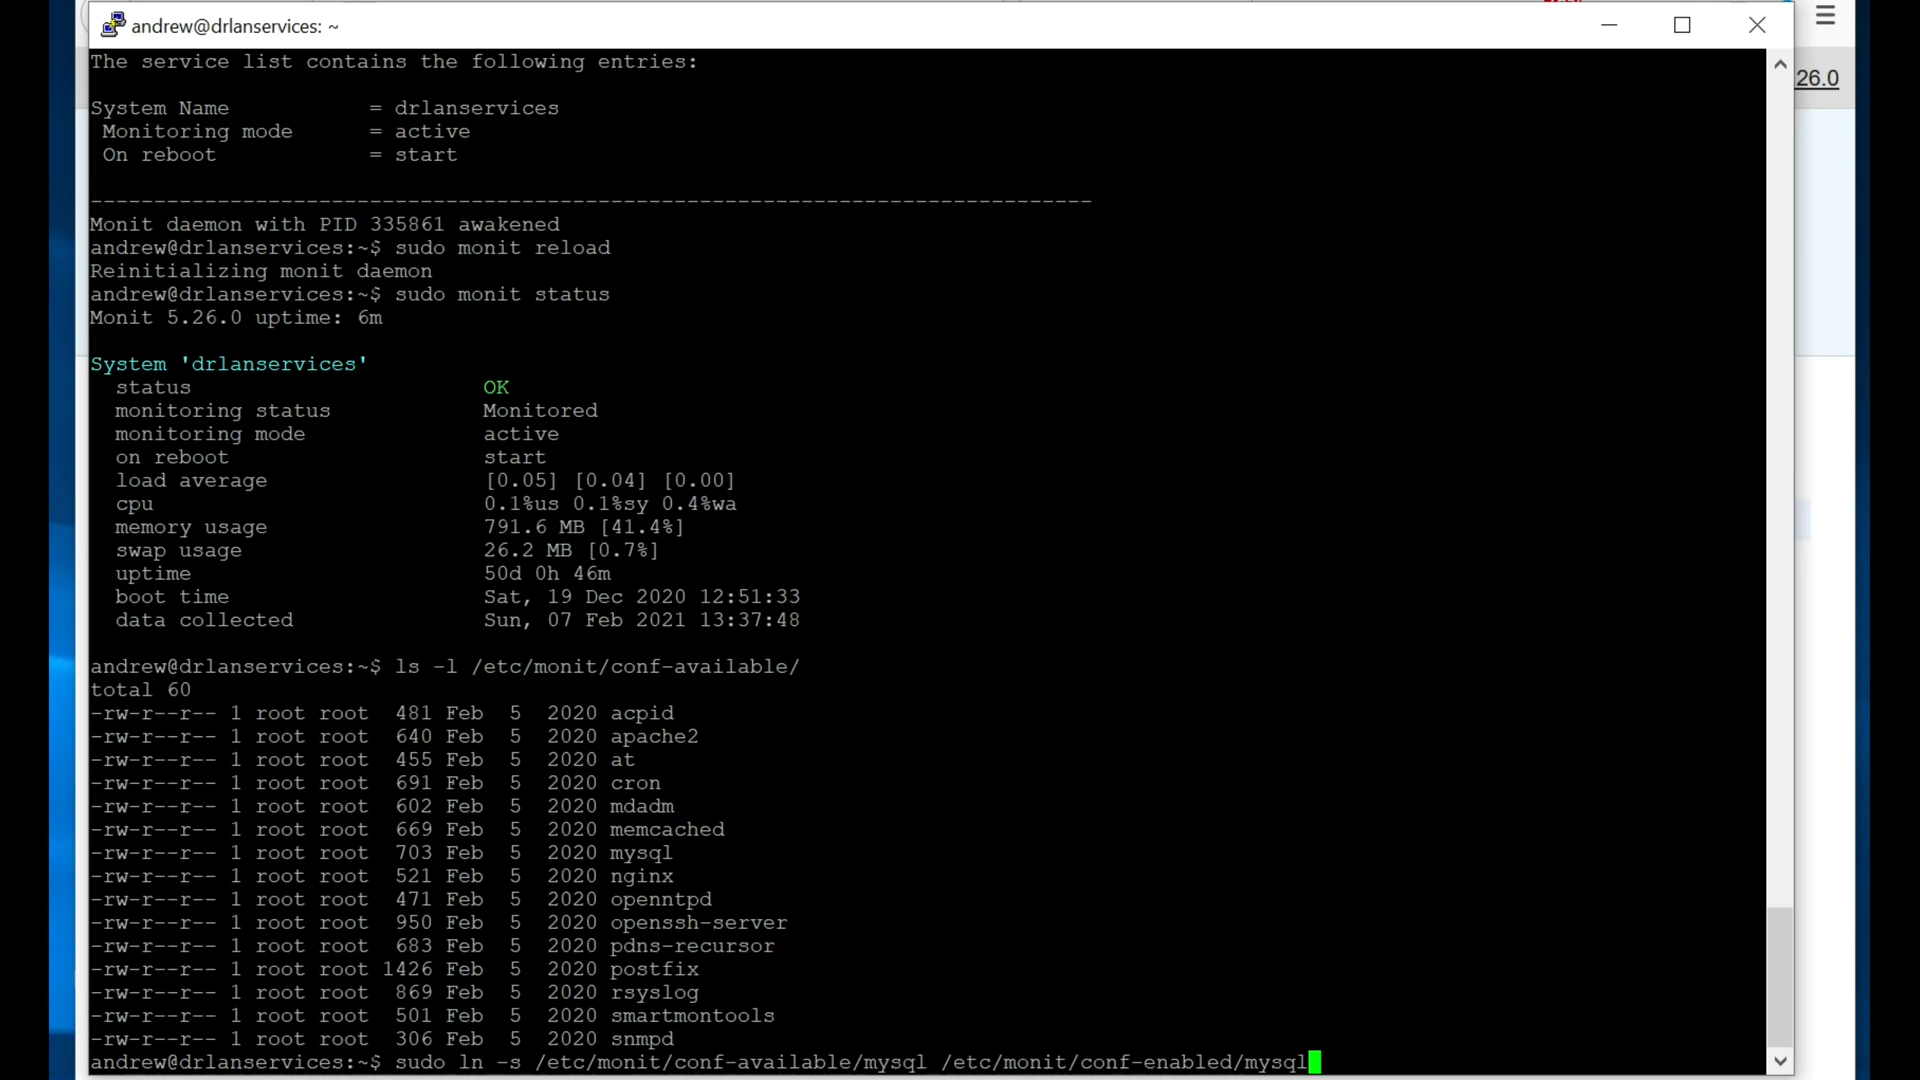 andrew@drlanservices: ~
26.0
The service list contains the following entries:
System Name = drlanservices
Monitoring mode = active
On reboot = start
-------------------------------------------------------------------------------
Monit daemon with PID 335861 awakened
andrew@drlanservices:~$ sudo monit reload
Reinitializing monit daemon
andrew@drlanservices:~$ sudo monit status
Monit 5.26.0 uptime: 6m
System 'drlanservices'
status OK
monitoring status Monitored
monitoring mode active
on reboot start
load average [0.05] [0.04] [0.00]
cpu 0.1%us 0.1%sy 0.4%wa
memory usage 791.6 MB [41.4%]
swap usage 26.2 MB [0.7%]
uptime 50d 0h 46m
boot time Sat, 19 Dec 2020 12:51:33
data collected Sun, 07 Feb 2021 13:37:48
andrew@drlanservices:~$ ls -l /etc/monit/conf-available/
total 60
-rw-r--r-- 1 root root 481 Feb 5 2020 acpid
-rw-r--r-- 1 root root 640 Feb 5 2020 apache2
-rw-r--r-- 1 root root 455 Feb 5 2020 at
-rw-r--r-- 1 root root 691 Feb 5 2020 cron
-rw-r--r-- 1 root root 602 Feb 5 2020 mdadm
-rw-r--r-- 1 root root 669 Feb 5 2020 memcached
-rw-r--r-- 1 root root 703 Feb 5 2020 mysql
-rw-r--r-- 1 root root 521 Feb 5 2020 nginx
-rw-r--r-- 1 root root 471 Feb 5 2020 openntpd
-rw-r--r-- 1 root root 950 Feb 5 2020 openssh-server
-rw-r--r-- 1 root root 683 Feb 5 2020 pdns-recursor
-rw-r--r-- 1 root root 1426 Feb 5 2020 postfix
-rw-r--r-- 1 root root 869 Feb 5 2020 rsyslog
-rw-r--r-- 1 root root 501 Feb 5 2020 smartmontools
-rw-r--r-- 1 root root 306 Feb 5 2020 snmpd
andrew@drlanservices:~$ sudo ln -s /etc/monit/conf-available/mysql /etc/monit/conf-enabled/mysql